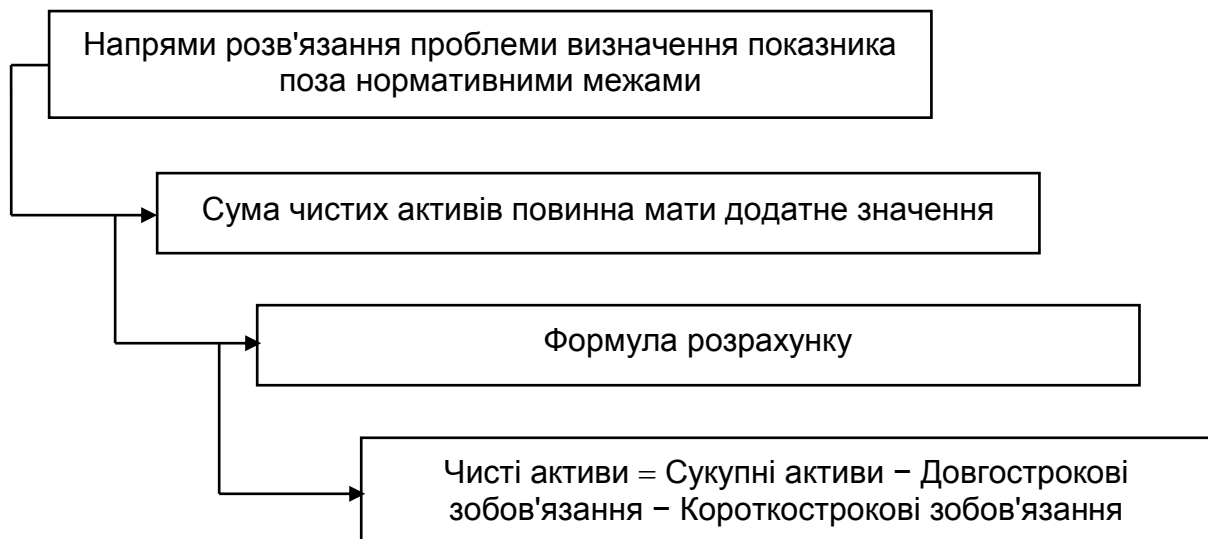 Напрями розв'язання проблеми визначення показника
поза нормативними межами
Сума чистих активів повинна мати додатне значення
Формула розрахунку
Чисті активи = Сукупні активи − Довгострокові
зобов'язання − Короткострокові зобов'язання